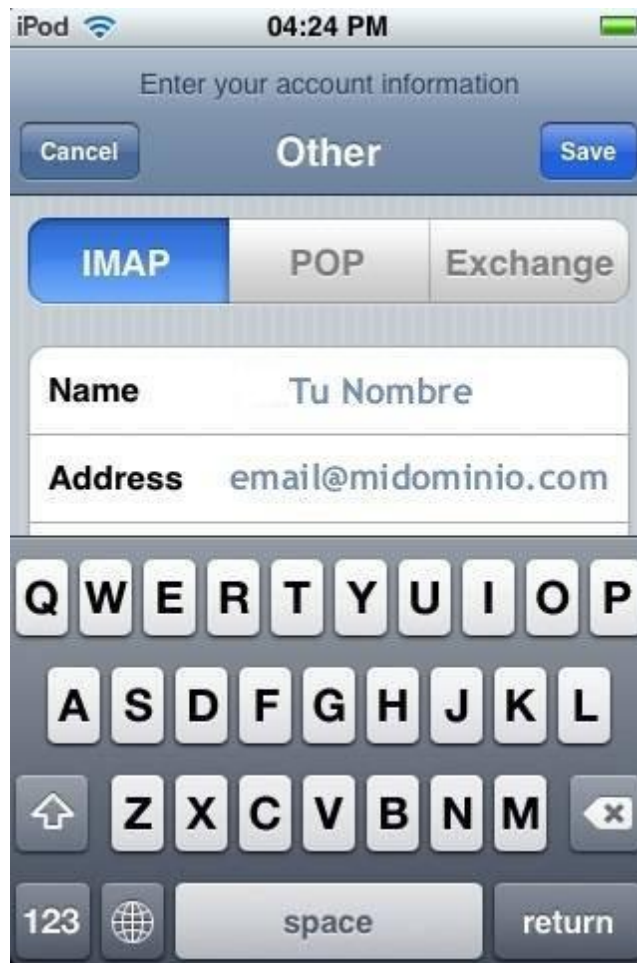 iPod 04:24 PM
Enter your account information
Cancel Other Save
IMAP POP Exchange
Name Tu Nombre
Address email@midominio.com
Q W E R T Y U I O P
A S D F G H J K L
Z X C V B N M
123 space return